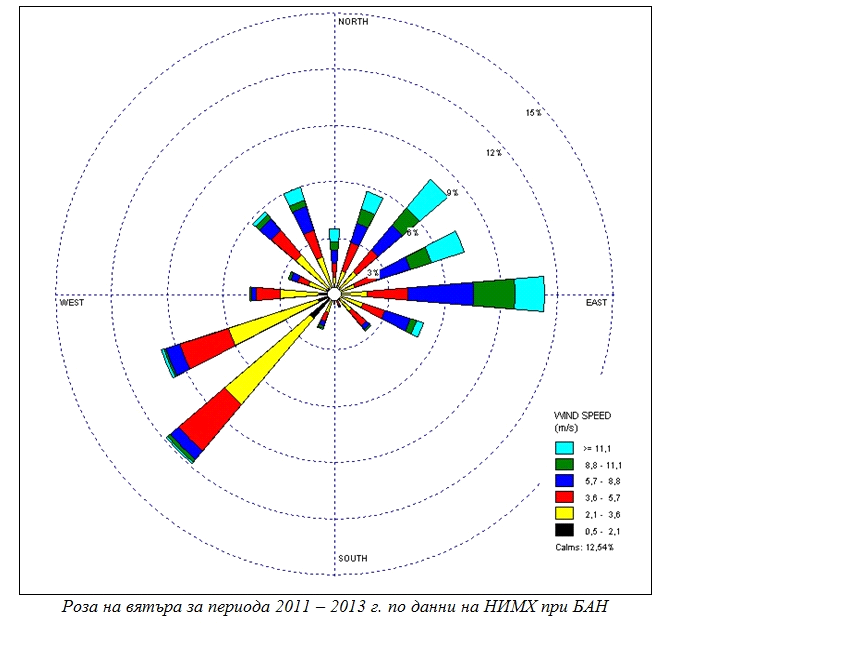 NORTH
15%
12%
9%
6%
3%
WEST
EAST
WIND SPEED
(m/s)
>= 11,1
8,8 - 11,1
5,7 - 8,8
3,6 - 5,7
2,1 - 3,6
0,5 - 2,1
Calms: 12,54%
SOUTH
Роза на вятъра за периода 2011 – 2013 г. по данни на НИМХ при БАН